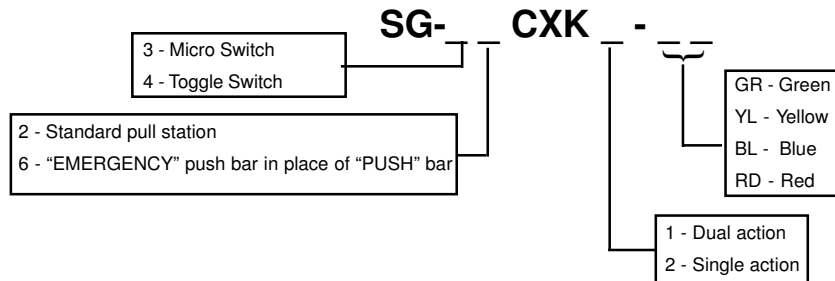 SG-_ _ CXK _ - _ _
3 - Micro Switch
4 - Toggle Switch
2 - Standard pull station
6 - “EMERGENCY” push bar in place of “PUSH” bar
GR - Green
YL - Yellow
BL - Blue
RD - Red
1 - Dual action
2 - Single action